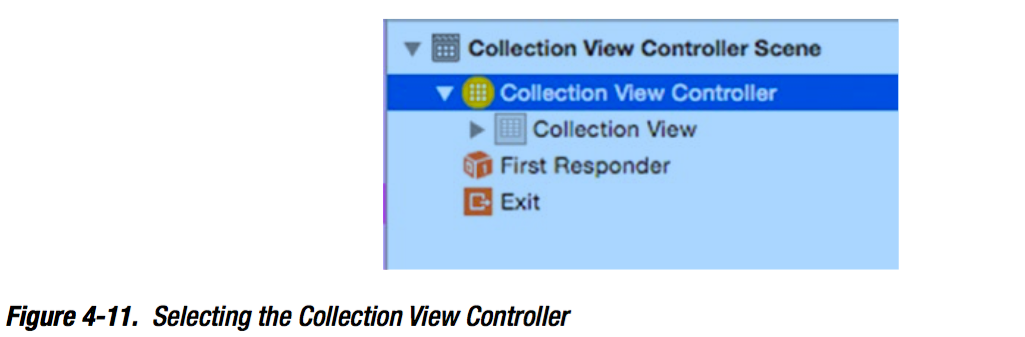 Collection View Controller Scene
Collection View Controller
Collection View
First Responder
Exit
Figure 4-11. Selecting the Collection View Controller